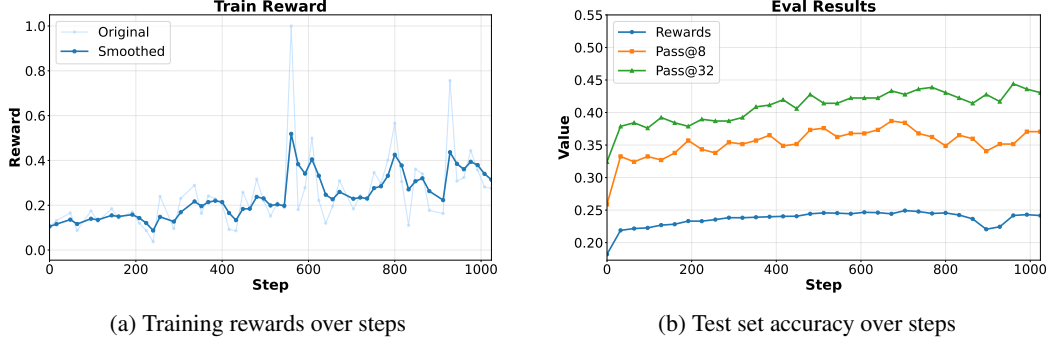 Train Reward
Original
Smoothed
1.0
0.8
0.6
0.4
0.2
0.0
Reward
0
200
400
600
800
1000
Step
(a) Training rewards over steps
Eval Results
Rewards
Pass@8
Pass@32
0.55
0.50
0.45
0.40
0.35
0.30
0.25
0.20
Value
0
200
400
600
800
1000
Step
(b) Test set accuracy over steps